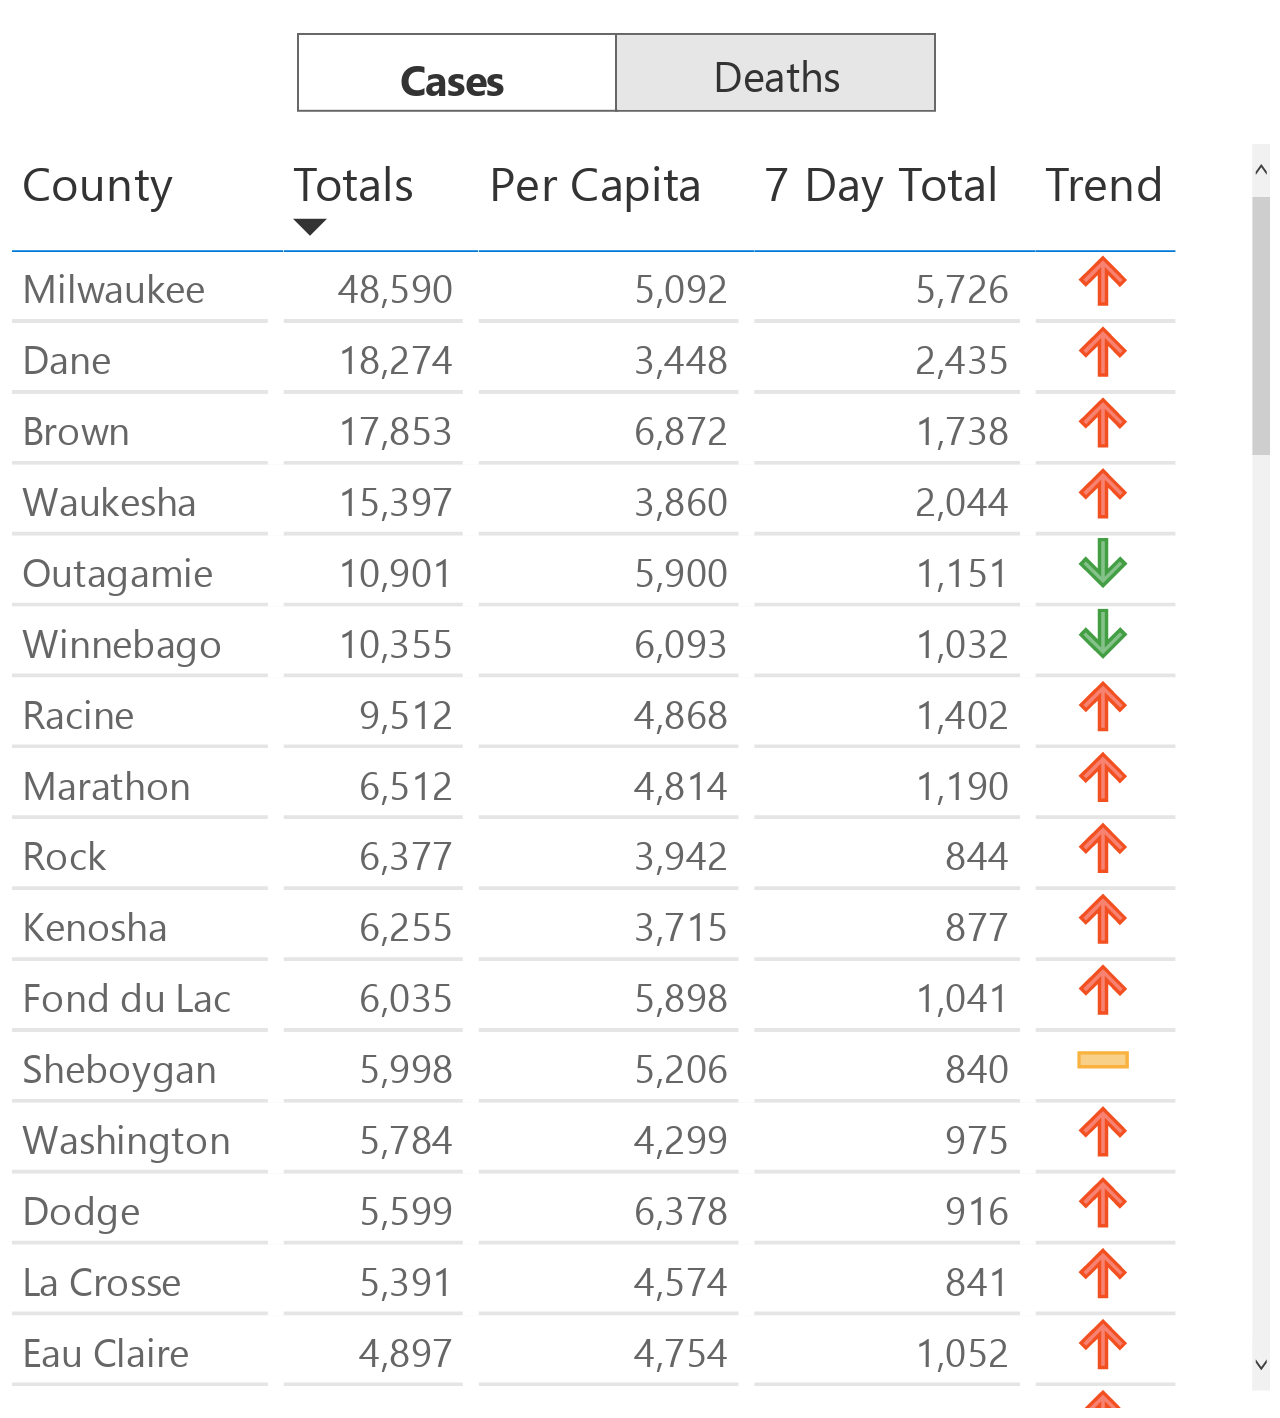 Cases Deaths
County Totals Per Capita 7 Day Total Trend
Milwaukee 48,590 5,092 5,726
Dane 18,274 3,448 2,435
Brown 17,853 6,872 1,738
Waukesha 15,397 3,860 2,044
Outagamie 10,901 5,900 1,151
Winnebago 10,355 6,093 1,032
Racine 9,512 4,868 1,402
Marathon 6,512 4,814 1,190
Rock 6,377 3,942 844
Kenosha 6,255 3,715 877
Fond du Lac 6,035 5,898 1,041
Sheboygan 5,998 5,206 840
Washington 5,784 4,299 975
Dodge 5,599 6,378 916
La Crosse 5,391 4,574 841
Eau Claire 4,897 4,754 1,052